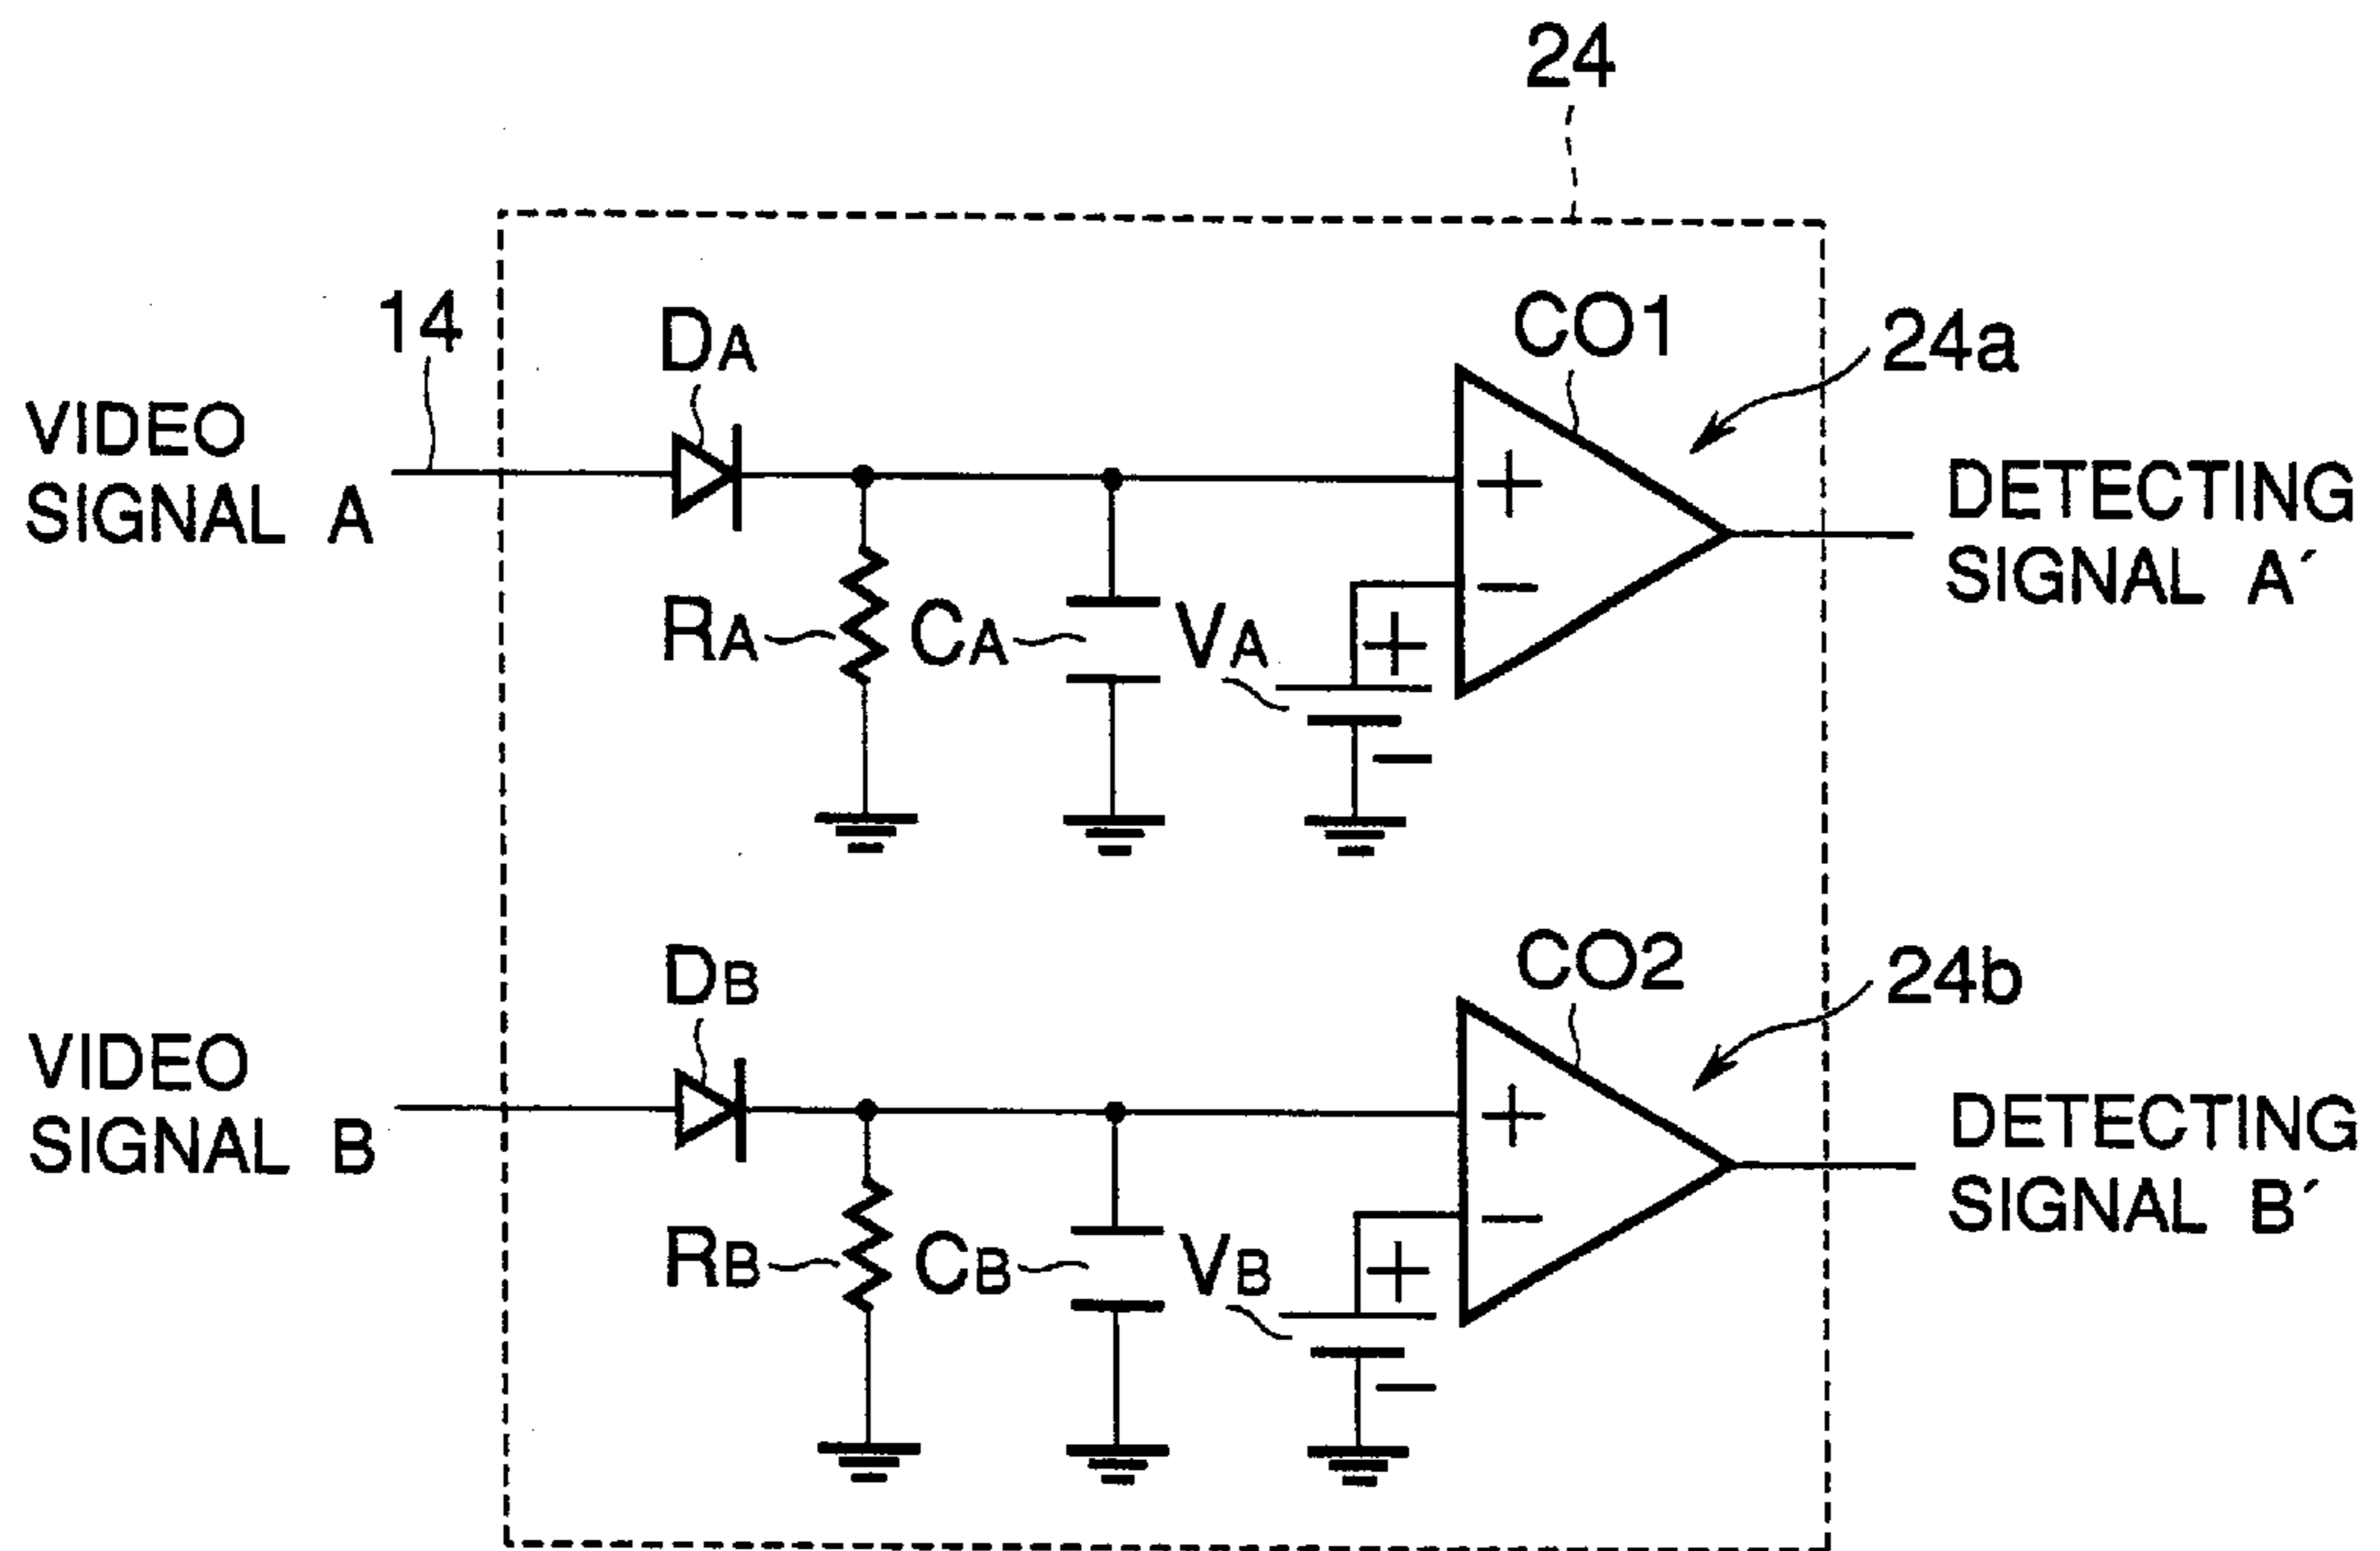 24
14
DA
CO1
24a
VIDEO
SIGNAL A
+
−
DETECTING
SIGNAL A´
RA
CA
VA
+
−
DB
CO2
24b
VIDEO
SIGNAL B
+
−
DETECTING
SIGNAL B´
RB
CB
VB
+
−